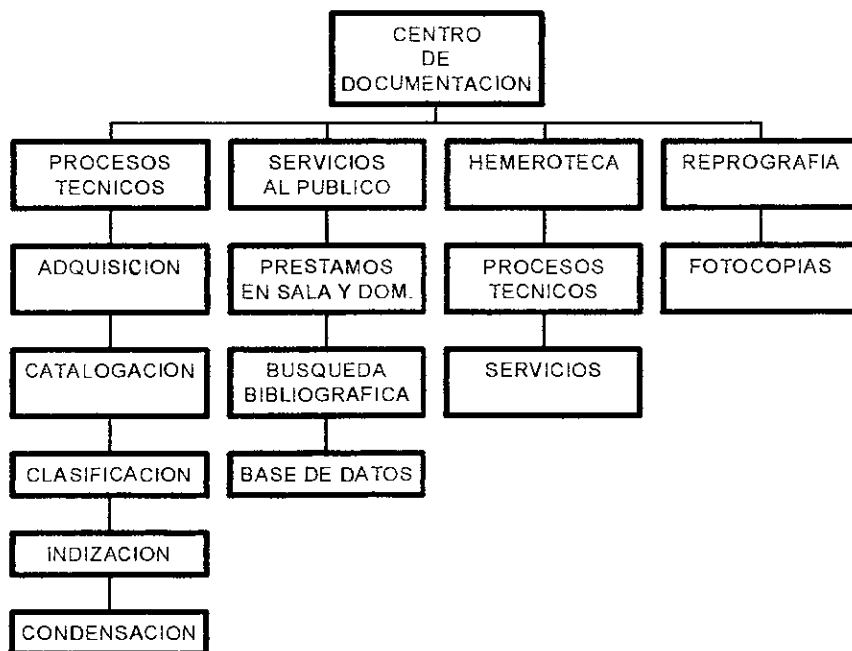 CENTRO
DE
DOCUMENTACION
PROCESOS
TECNICOS
SERVICIOS
AL PUBLICO
HEMEROTECA
REPROGRAFIA
ADQUISICION
PRESTAMOS
EN SALA Y DOM.
PROCESOS
TECNICOS
FOTOCOPIAS
CATALOGACION
BUSQUEDA
BIBLIOGRAFICA
SERVICIOS
CLASIFICACION
BASE DE DATOS
INDIZACION
CONDENSACION